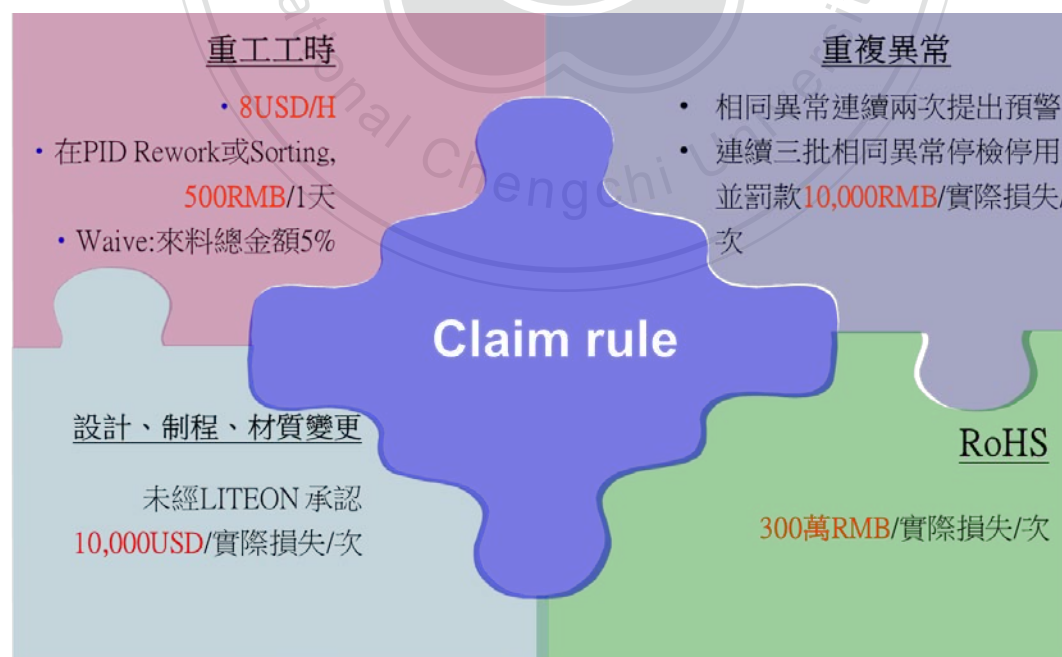 重工工時
• 8USD/H
• 在PID Rework或Sorting,
500RMB/1天
• Waive:來料總金額5%
重複異常
• 相同異常連續兩次提出預警
• 連續三批相同異常停檢停用
並罰款10,000RMB/實際損失/
次
Claim rule
設計、制程、材質變更
未經LITEON 承認
10,000USD/實際損失/次
RoHS
300萬RMB/實際損失/次
ational Chengchi Universi